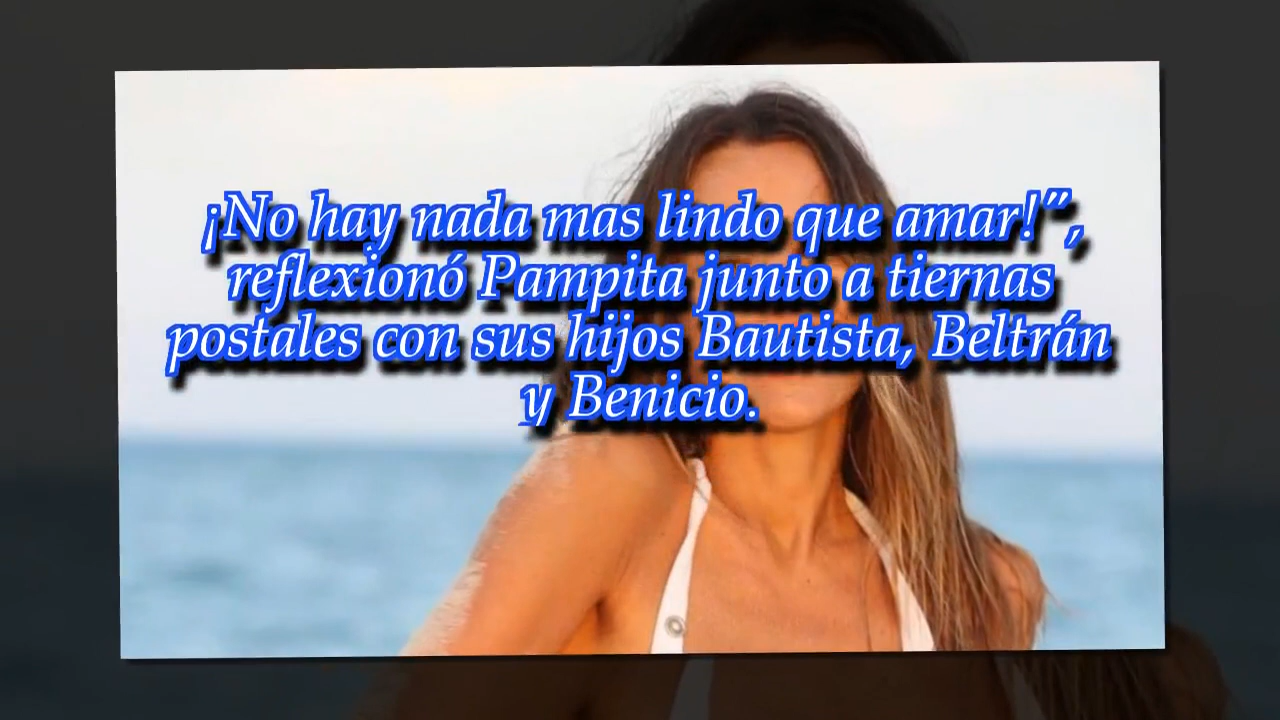 ¡No hay nada mas lindo que amar!”,
reflexionó Pampita junto a tiernas
postales con sus hijos Bautista, Beltrán
y Benicio.